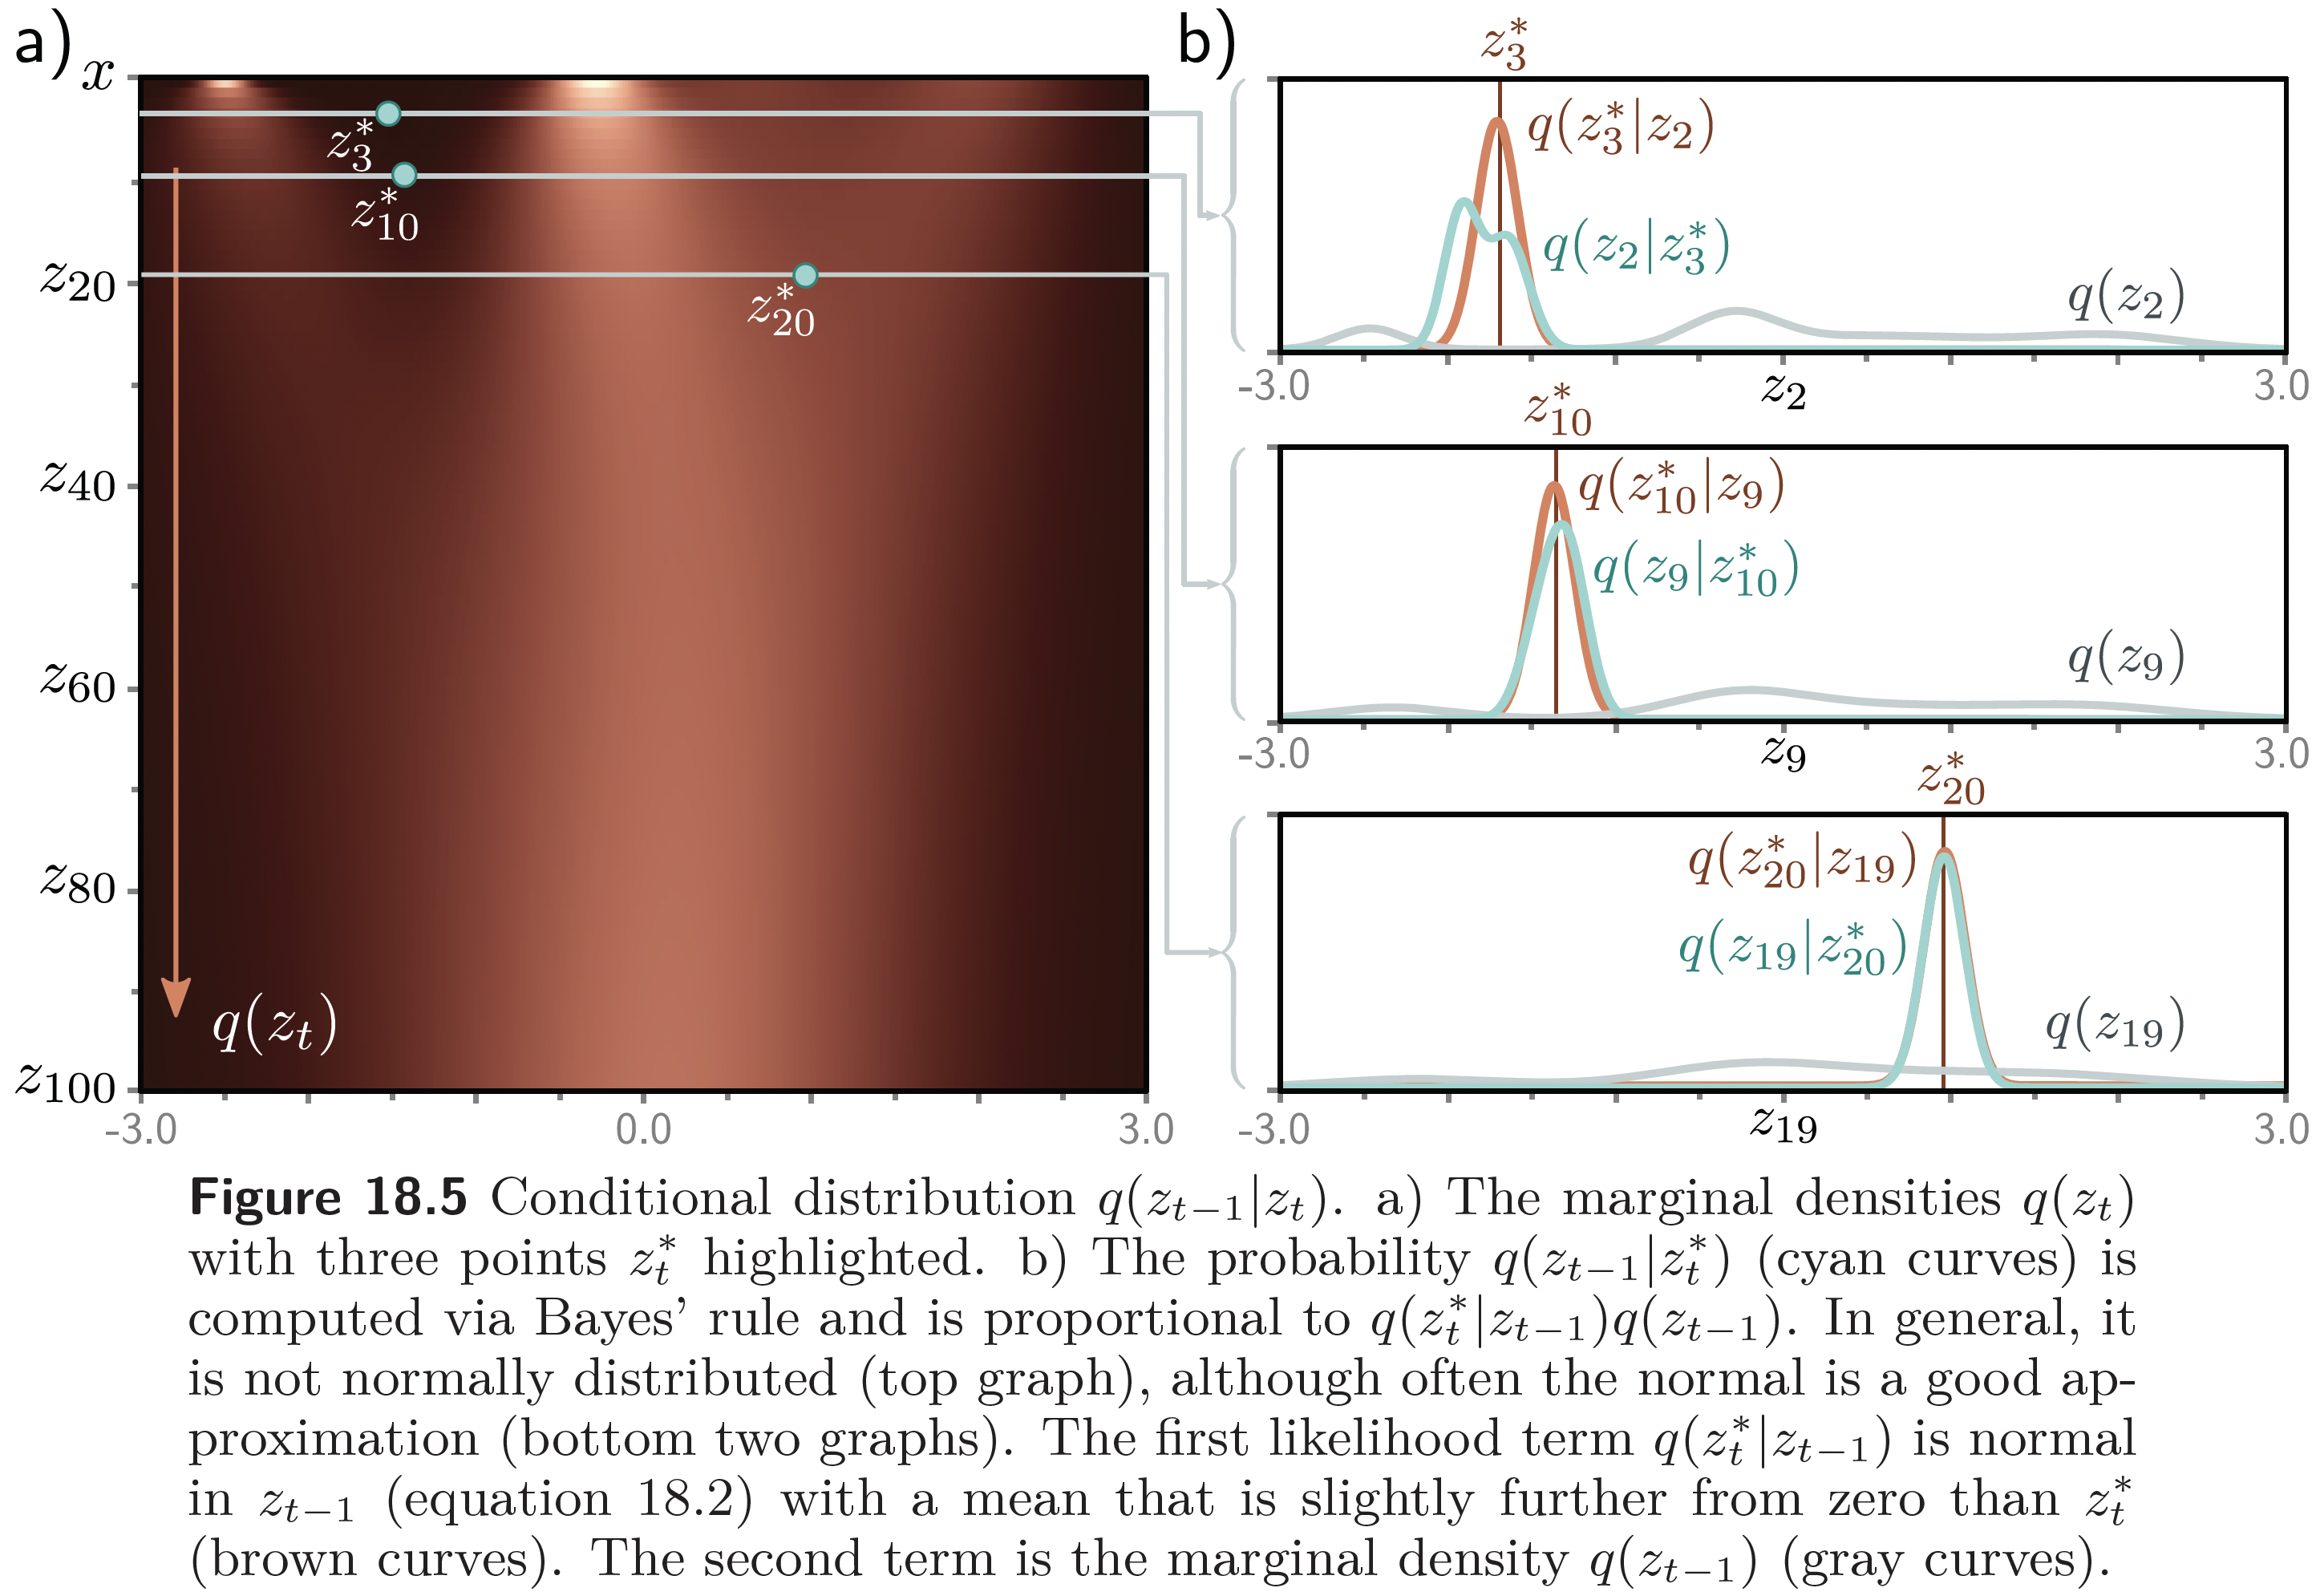 a)
x
z*3
z*10
z20
z*20
z40
z60
z80
q(zt)
z100
-3.0 0.0 3.0
b)
z*3
q(z*3|z2)
q(z2|z*3)
q(z2)
-3.0 z2 3.0
z*10
q(z*10|z9)
q(z9|z*10)
q(z9)
-3.0 z9 3.0
z*20
q(z*20|z19)
q(z19|z*20)
q(z19)
-3.0 z19 3.0
Figure 18.5 Conditional distribution q(zt−1|zt). a) The marginal densities q(zt)
with three points z*t highlighted. b) The probability q(zt−1|z*t) (cyan curves) is
computed via Bayes’ rule and is proportional to q(z*t|zt−1)q(zt−1). In general, it
is not normally distributed (top graph), although often the normal is a good ap-
proximation (bottom two graphs). The first likelihood term q(z*t|zt−1) is normal
in zt−1 (equation 18.2) with a mean that is slightly further from zero than z*t
(brown curves). The second term is the marginal density q(zt−1) (gray curves).